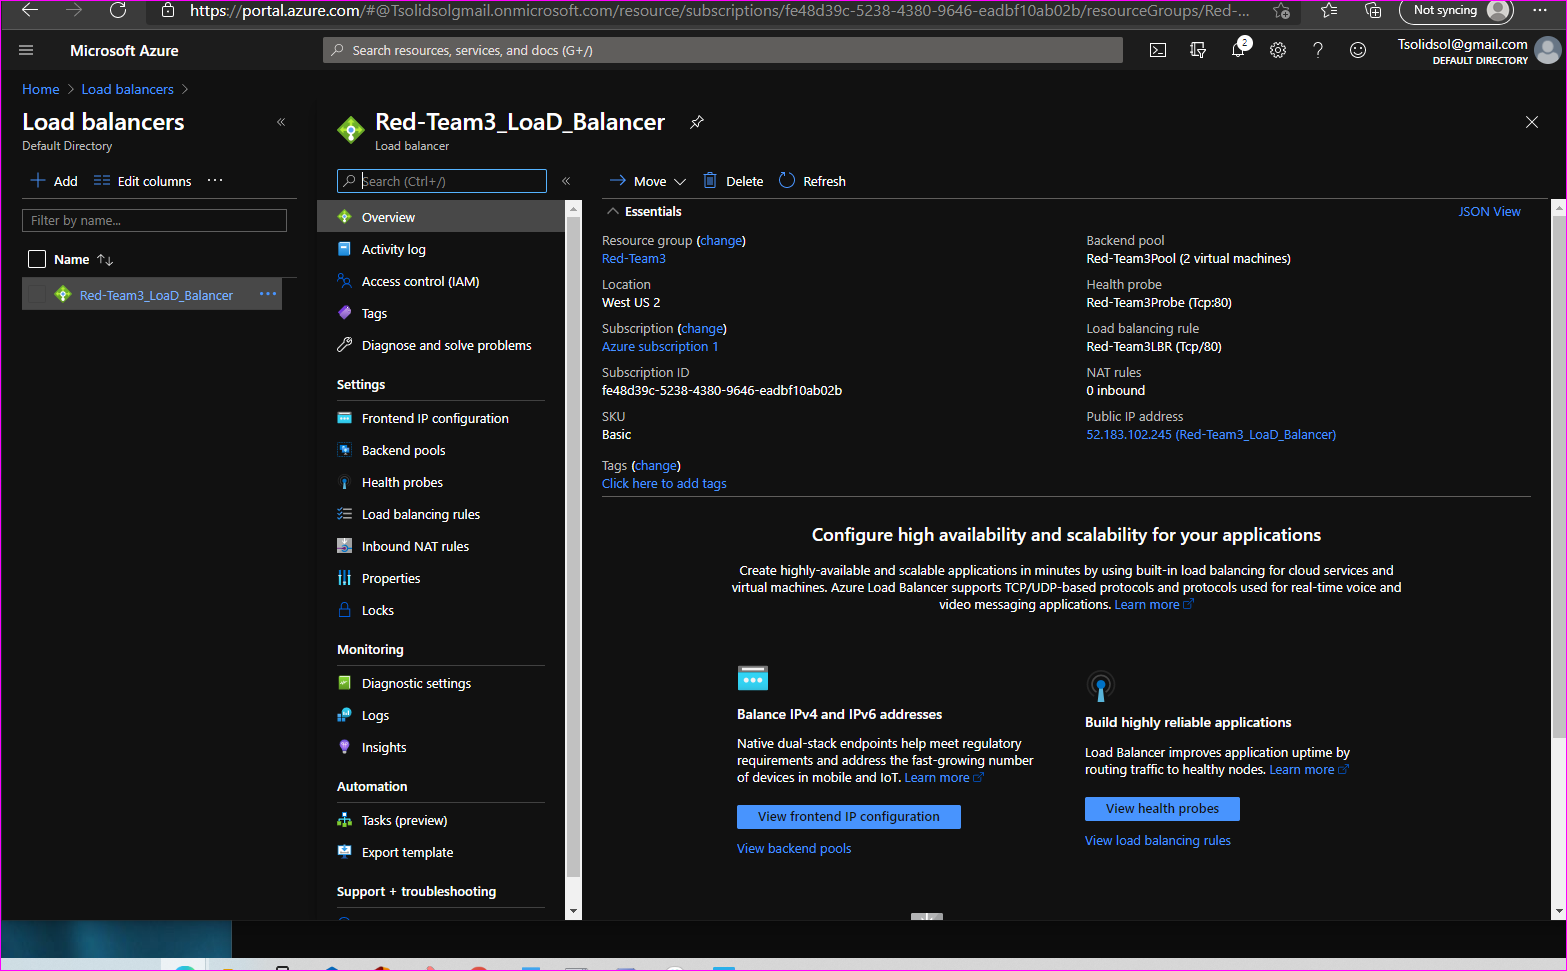 https://portal.azure.com/#@Tsolidsolgmail.onmicrosoft.com/resource/subscriptions/fe48d39c-5238-4380-9646-eadbf10ab02b/resourceGroups/Red-...
Not syncing
Microsoft Azure
Search resources, services, and docs (G+/)
2
Tsolidsol@gmail.com
DEFAULT DIRECTORY
Home > Load balancers >
Load balancers
Default Directory
Add Edit columns ...
Filter by name...
Name
Red-Team3_LoaD_Balancer ...
Red-Team3_LoaD_Balancer
Load balancer
Search (Ctrl+/)
Overview
Activity log
Access control (IAM)
Tags
Diagnose and solve problems
Settings
Frontend IP configuration
Backend pools
Health probes
Load balancing rules
Inbound NAT rules
Properties
Locks
Monitoring
Diagnostic settings
Logs
Insights
Automation
Tasks (preview)
Export template
Support + troubleshooting
Move Delete Refresh
Essentials
JSON View
Resource group (change)
Red-Team3
Location
West US 2
Subscription (change)
Azure subscription 1
Subscription ID
fe48d39c-5238-4380-9646-eadbf10ab02b
SKU
Basic
Tags (change)
Click here to add tags
Backend pool
Red-Team3Pool (2 virtual machines)
Health probe
Red-Team3Probe (Tcp:80)
Load balancing rule
Red-Team3LBR (Tcp/80)
NAT rules
0 inbound
Public IP address
52.183.102.245 (Red-Team3_LoaD_Balancer)
Configure high availability and scalability for your applications
Create highly-available and scalable applications in minutes by using built-in load balancing for cloud services and
virtual machines. Azure Load Balancer supports TCP/UDP-based protocols and protocols used for real-time voice and
video messaging applications. Learn more
Balance IPv4 and IPv6 addresses
Native dual-stack endpoints help meet regulatory
requirements and address the fast-growing number
of devices in mobile and IoT. Learn more
View frontend IP configuration
View backend pools
Build highly reliable applications
Load Balancer improves application uptime by
routing traffic to healthy nodes. Learn more
View health probes
View load balancing rules